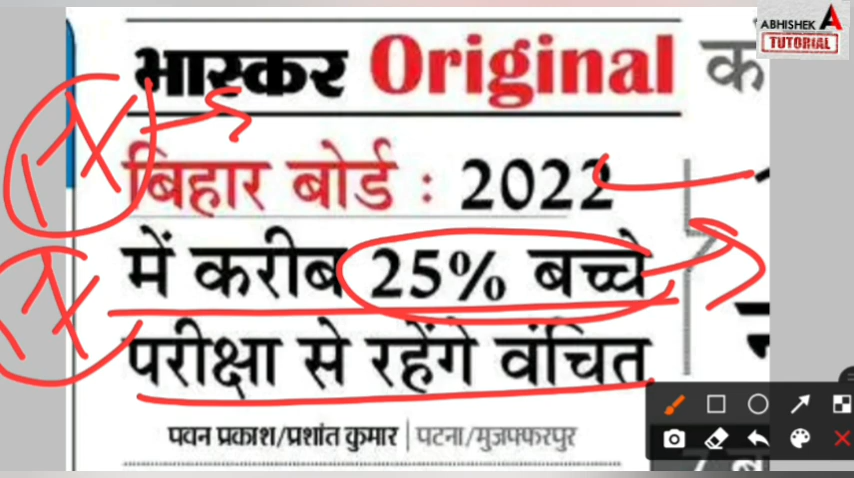 ABHISHEK A
TUTORIAL
भास्कर Original
बिहार बोर्ड : 2022
में करीब 25% बच्चे
परीक्षा से रहेंगे वंचित
पवन प्रकाश/प्रशांत कुमार | पटना/मुजफ्फरपुर